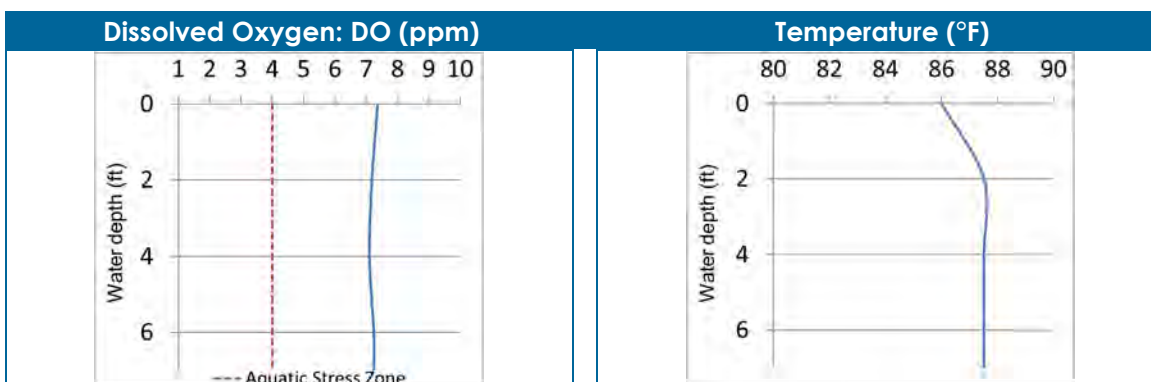 Dissolved Oxygen: DO (ppm)
1 2 3 4 5 6 7 8 9 10
0
2
4
6
Water depth (ft)
--- Aquatic Stress Zone
Temperature (°F)
80 82 84 86 88 90
0
2
4
6
Water depth (ft)